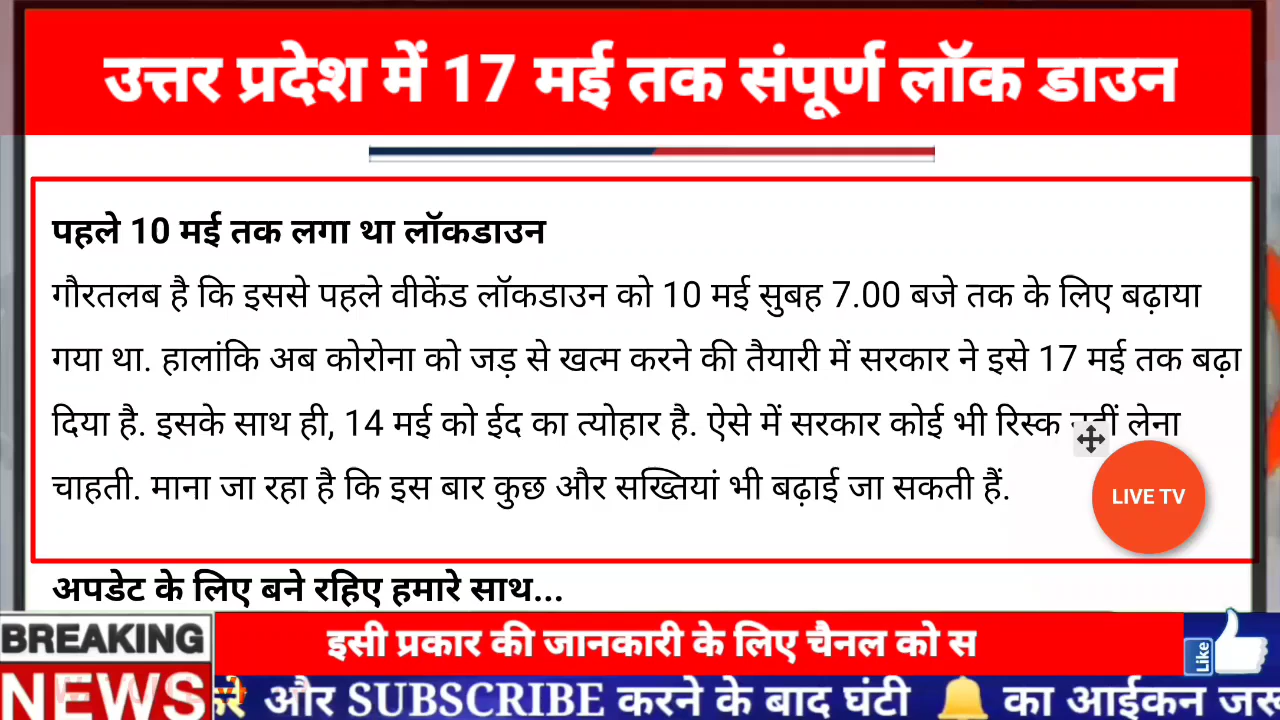 उत्तर प्रदेश में 17 मई तक संपूर्ण लॉक डाउन
पहले 10 मई तक लगा था लॉकडाउन
गौरतलब है कि इससे पहले वीकेंड लॉकडाउन को 10 मई सुबह 7.00 बजे तक के लिए बढ़ाया
गया था. हालांकि अब कोरोना को जड़ से खत्म करने की तैयारी में सरकार ने इसे 17 मई तक बढ़ा
दिया है. इसके साथ ही, 14 मई को ईद का त्योहार है. ऐसे में सरकार कोई भी रिस्क नहीं लेना
चाहती. माना जा रहा है कि इस बार कुछ और सख्तियां भी बढ़ाई जा सकती हैं.
LIVE TV
अपडेट के लिए बने रहिए हमारे साथ...
BREAKING
NEWS
इसी प्रकार की जानकारी के लिए चैनल को स
Like
और SUBSCRIBE करने के बाद घंटी का आईकन जरू